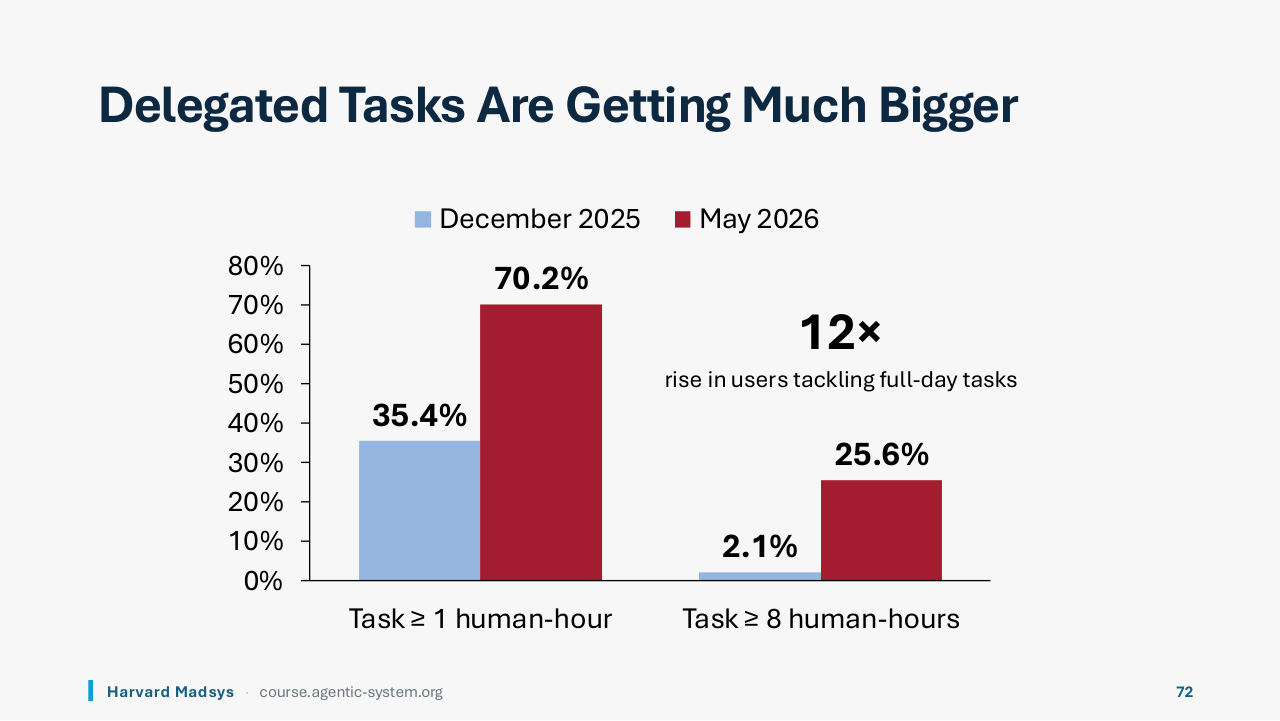 Delegated Tasks Are Getting Much Bigger
December 2025 May 2026
80%
70%
60%
50%
40%
30%
20%
10%
0%
35.4%
70.2%
12×
rise in users tackling full-day tasks
2.1%
25.6%
Task ≥ 1 human-hour
Task ≥ 8 human-hours
Harvard Madsys · course.agentic-system.org
72